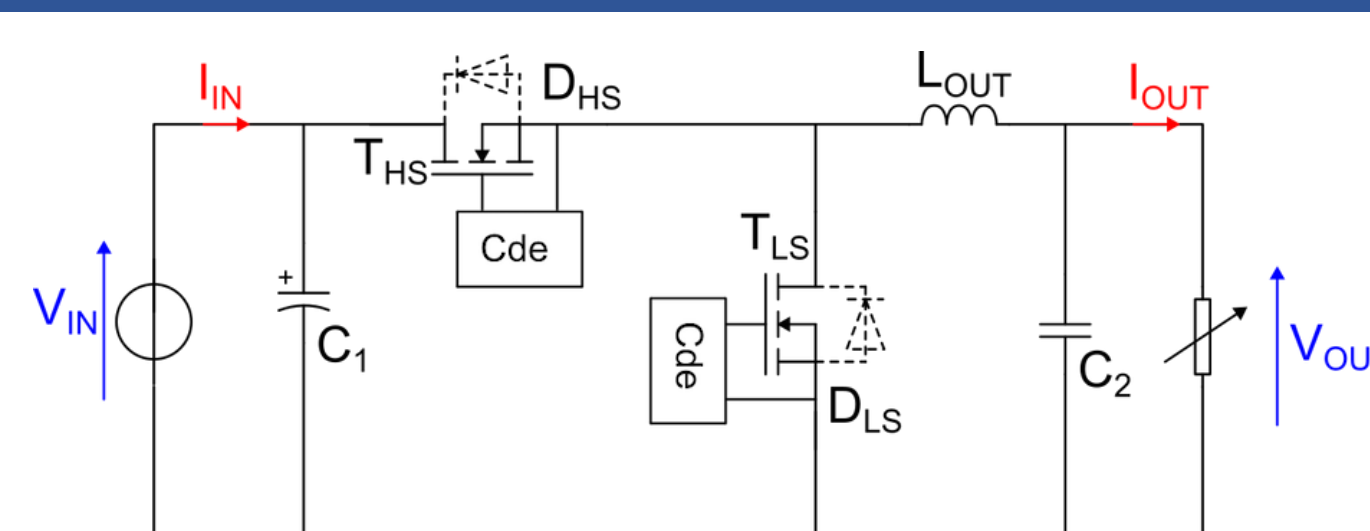 I_IN
D_HS
L_OUT
I_OUT
T_HS
Cde
T_LS
V_IN
+
C_1
Cde
C_2
V_OU
D_LS